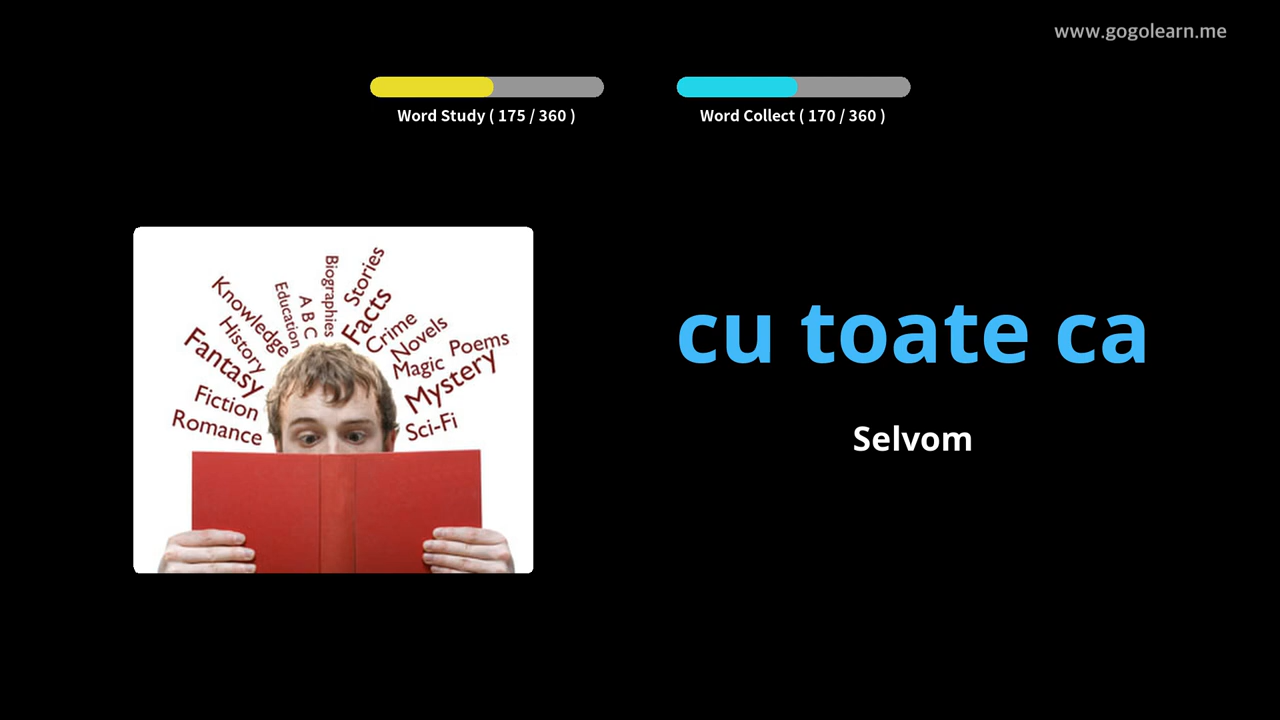 www.gogolearn.me
Word Study ( 175 / 360 )
Word Collect ( 170 / 360 )
Stories
Biographies
Facts
Education
A B C
Knowledge
Crime
Novels
History
Poems
Fantasy
Magic
Mystery
Fiction
Romance
Sci-Fi
cu toate ca
Selvom